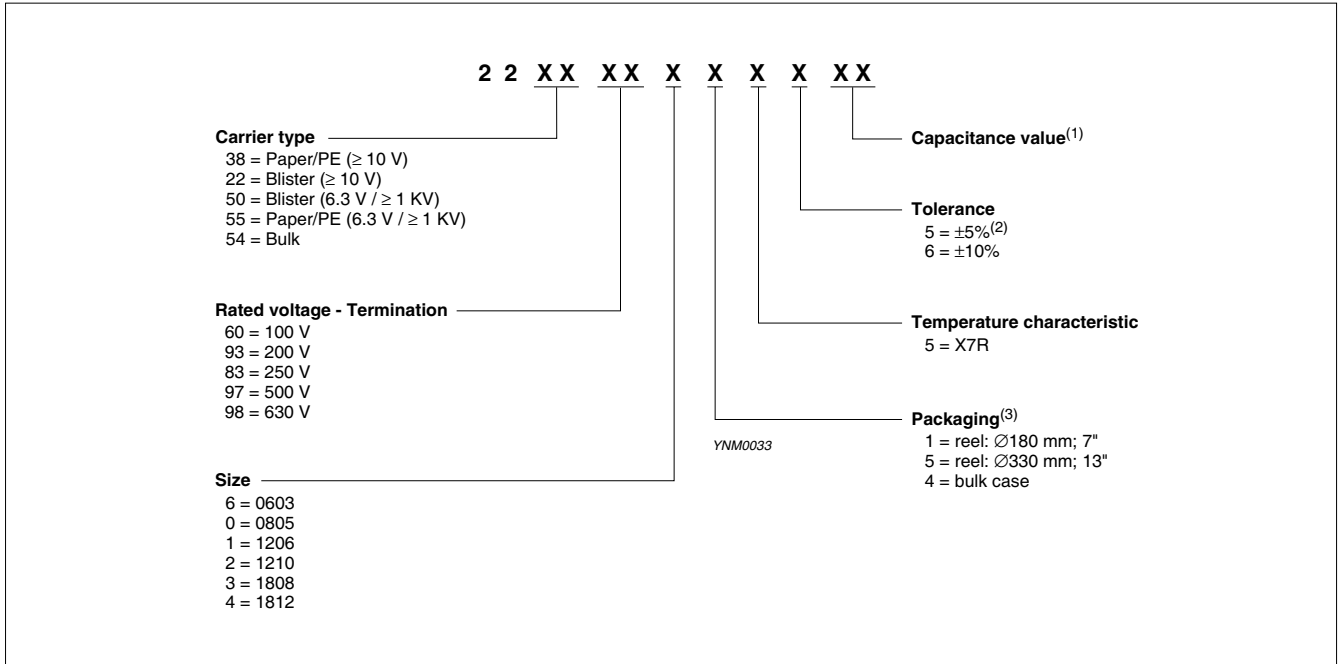 2 2 X X X X X X X X X X
Carrier type
38 = Paper/PE (≥ 10 V)
22 = Blister (≥ 10 V)
50 = Blister (6.3 V / ≥ 1 KV)
55 = Paper/PE (6.3 V / ≥ 1 KV)
54 = Bulk
Rated voltage - Termination
60 = 100 V
93 = 200 V
83 = 250 V
97 = 500 V
98 = 630 V
Size
6 = 0603
0 = 0805
1 = 1206
2 = 1210
3 = 1808
4 = 1812
Capacitance value(1)
Tolerance
5 = ±5%(2)
6 = ±10%
Temperature characteristic
5 = X7R
Packaging(3)
1 = reel: ∅180 mm; 7"
5 = reel: ∅330 mm; 13"
4 = bulk case
YNM0033